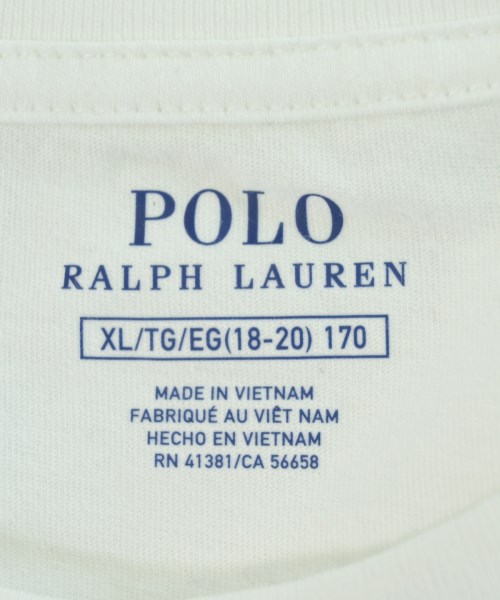 POLO
RALPH LAUREN
XL/TG/EG(18-20) 170
MADE IN VIETNAM
FABRIQUÉ AU VIÊT NAM
HECHO EN VIETNAM
RN 41381/CA 56658